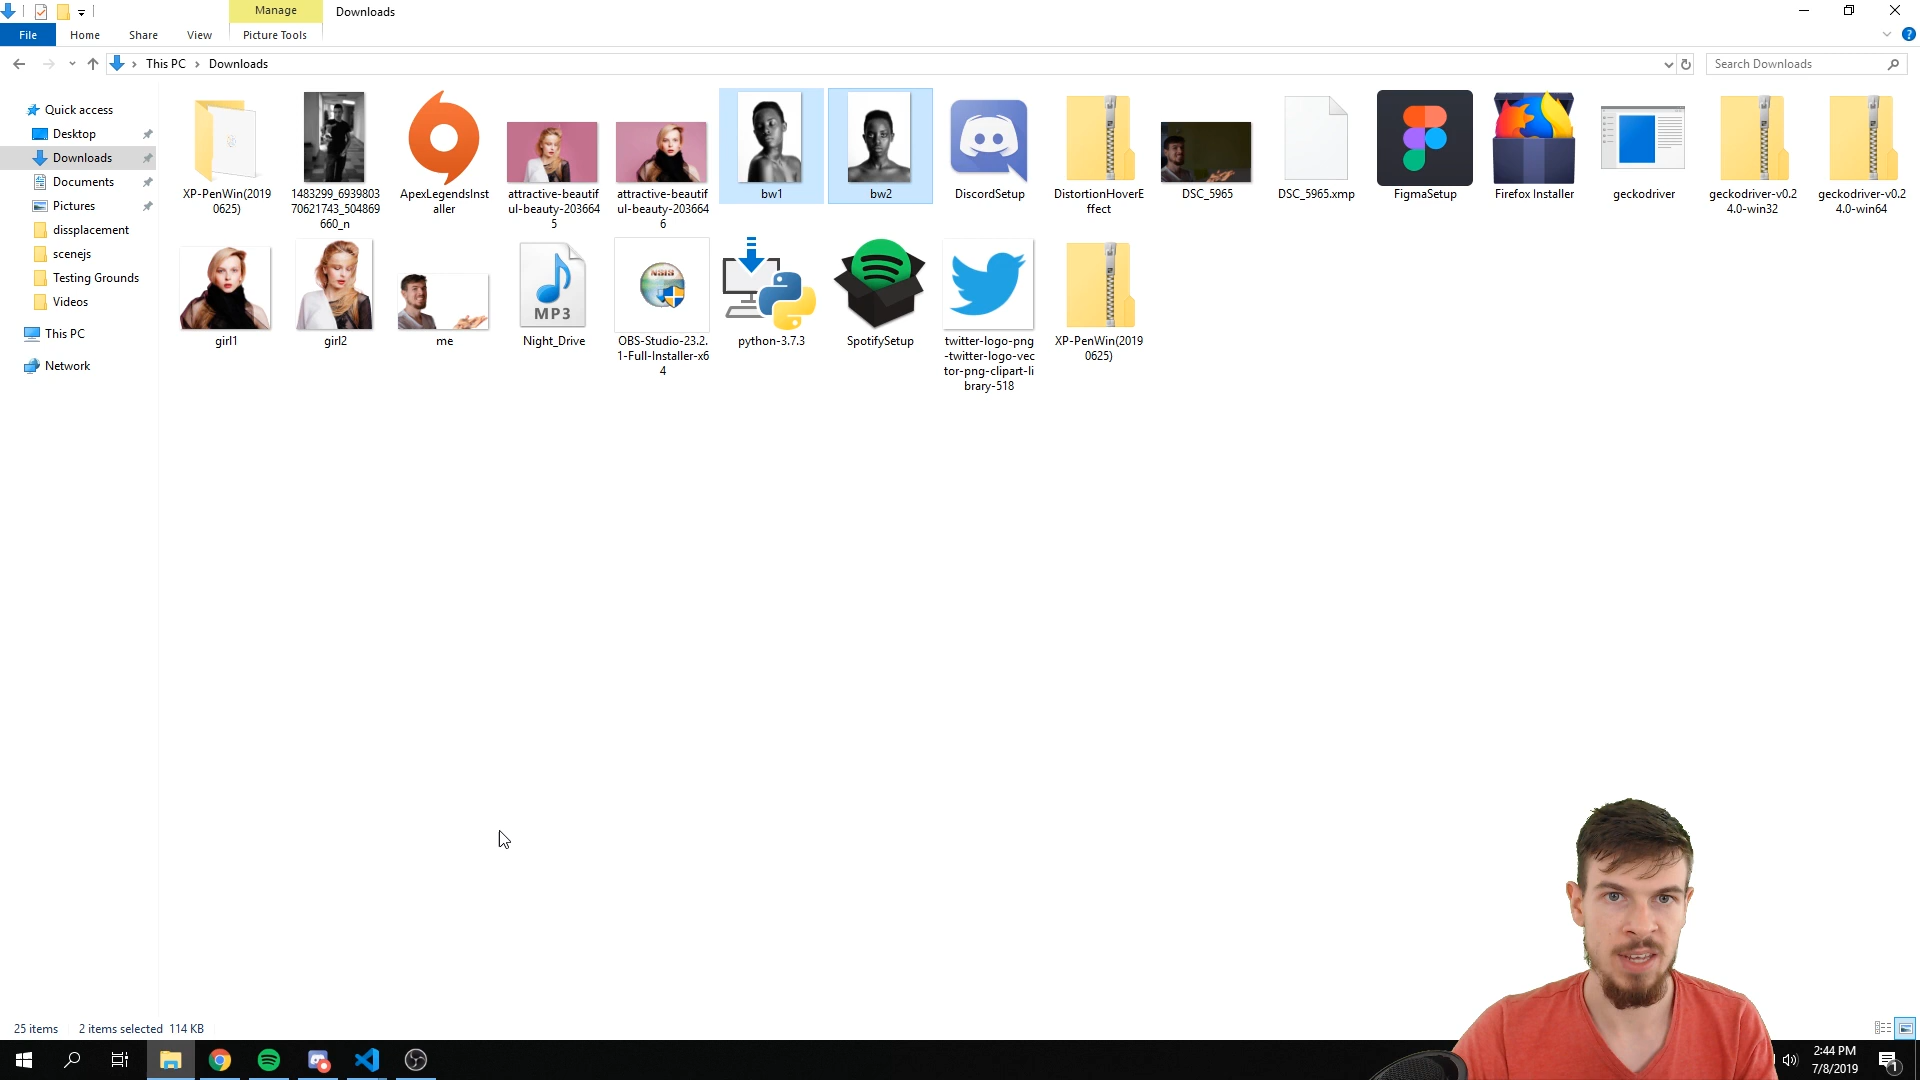 Manage
Downloads
File
Home
Share
View
Picture Tools
This PC
Downloads
Search Downloads
Quick access
Desktop
Downloads
Documents
Pictures
dissplacement
scenejs
Testing Grounds
Videos
This PC
Network
XP-PenWin(2019
0625)
1483299_6939803
70621743_504869
660_n
ApexLegendsInst
aller
attractive-beautif
ul-beauty-203664
5
attractive-beautif
ul-beauty-203664
6
bw1
bw2
DiscordSetup
DistortionHoverE
ffect
DSC_5965
DSC_5965.xmp
FigmaSetup
Firefox Installer
geckodriver
geckodriver-v0.2
4.0-win32
geckodriver-v0.2
4.0-win64
girl1
girl2
me
MP3
Night_Drive
NSIS
OBS-Studio-23.2.
1-Full-Installer-x6
4
python-3.7.3
SpotifySetup
twitter-logo-png
-twitter-logo-vec
tor-png-clipart-li
brary-518
XP-PenWin(2019
0625)
25 items
2 items selected 114 KB
2:44 PM
7/8/2019
1